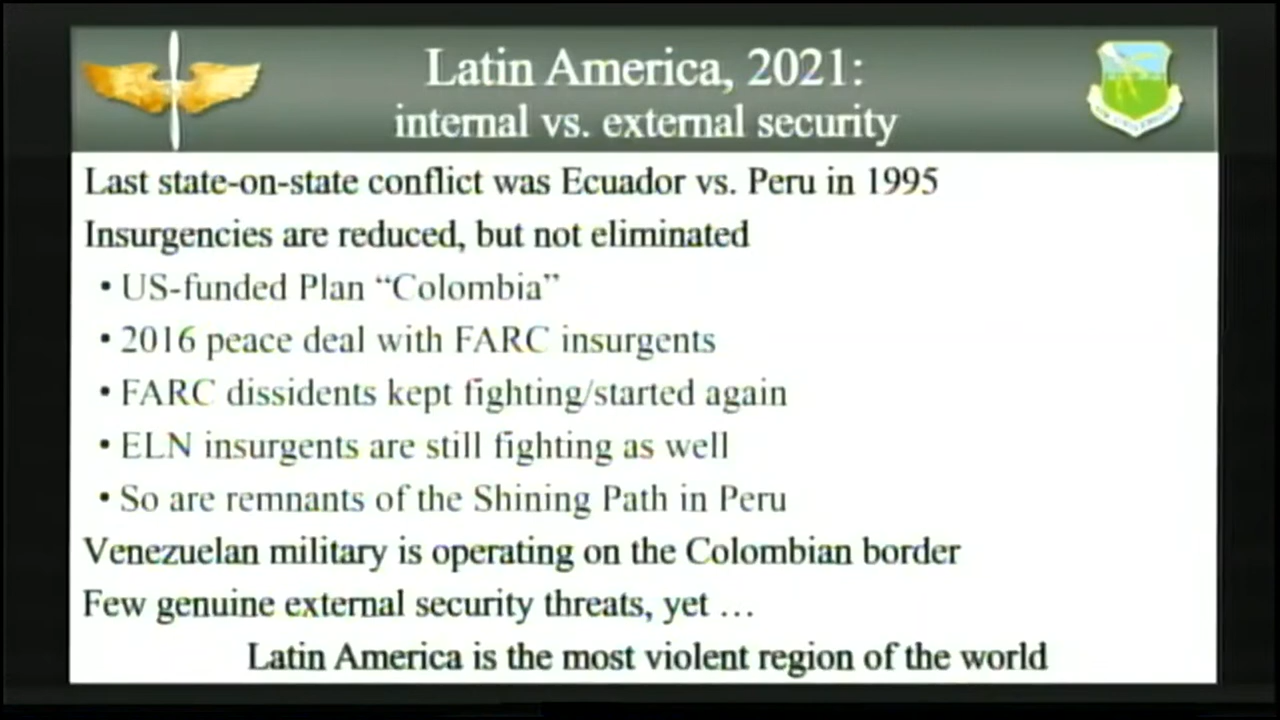 Latin America, 2021:
internal vs. external security
Last state-on-state conflict was Ecuador vs. Peru in 1995
Insurgencies are reduced, but not eliminated
• US-funded Plan “Colombia”
• 2016 peace deal with FARC insurgents
• FARC dissidents kept fighting/started again
• ELN insurgents are still fighting as well
• So are remnants of the Shining Path in Peru
Venezuelan military is operating on the Colombian border
Few genuine external security threats, yet …
Latin America is the most violent region of the world